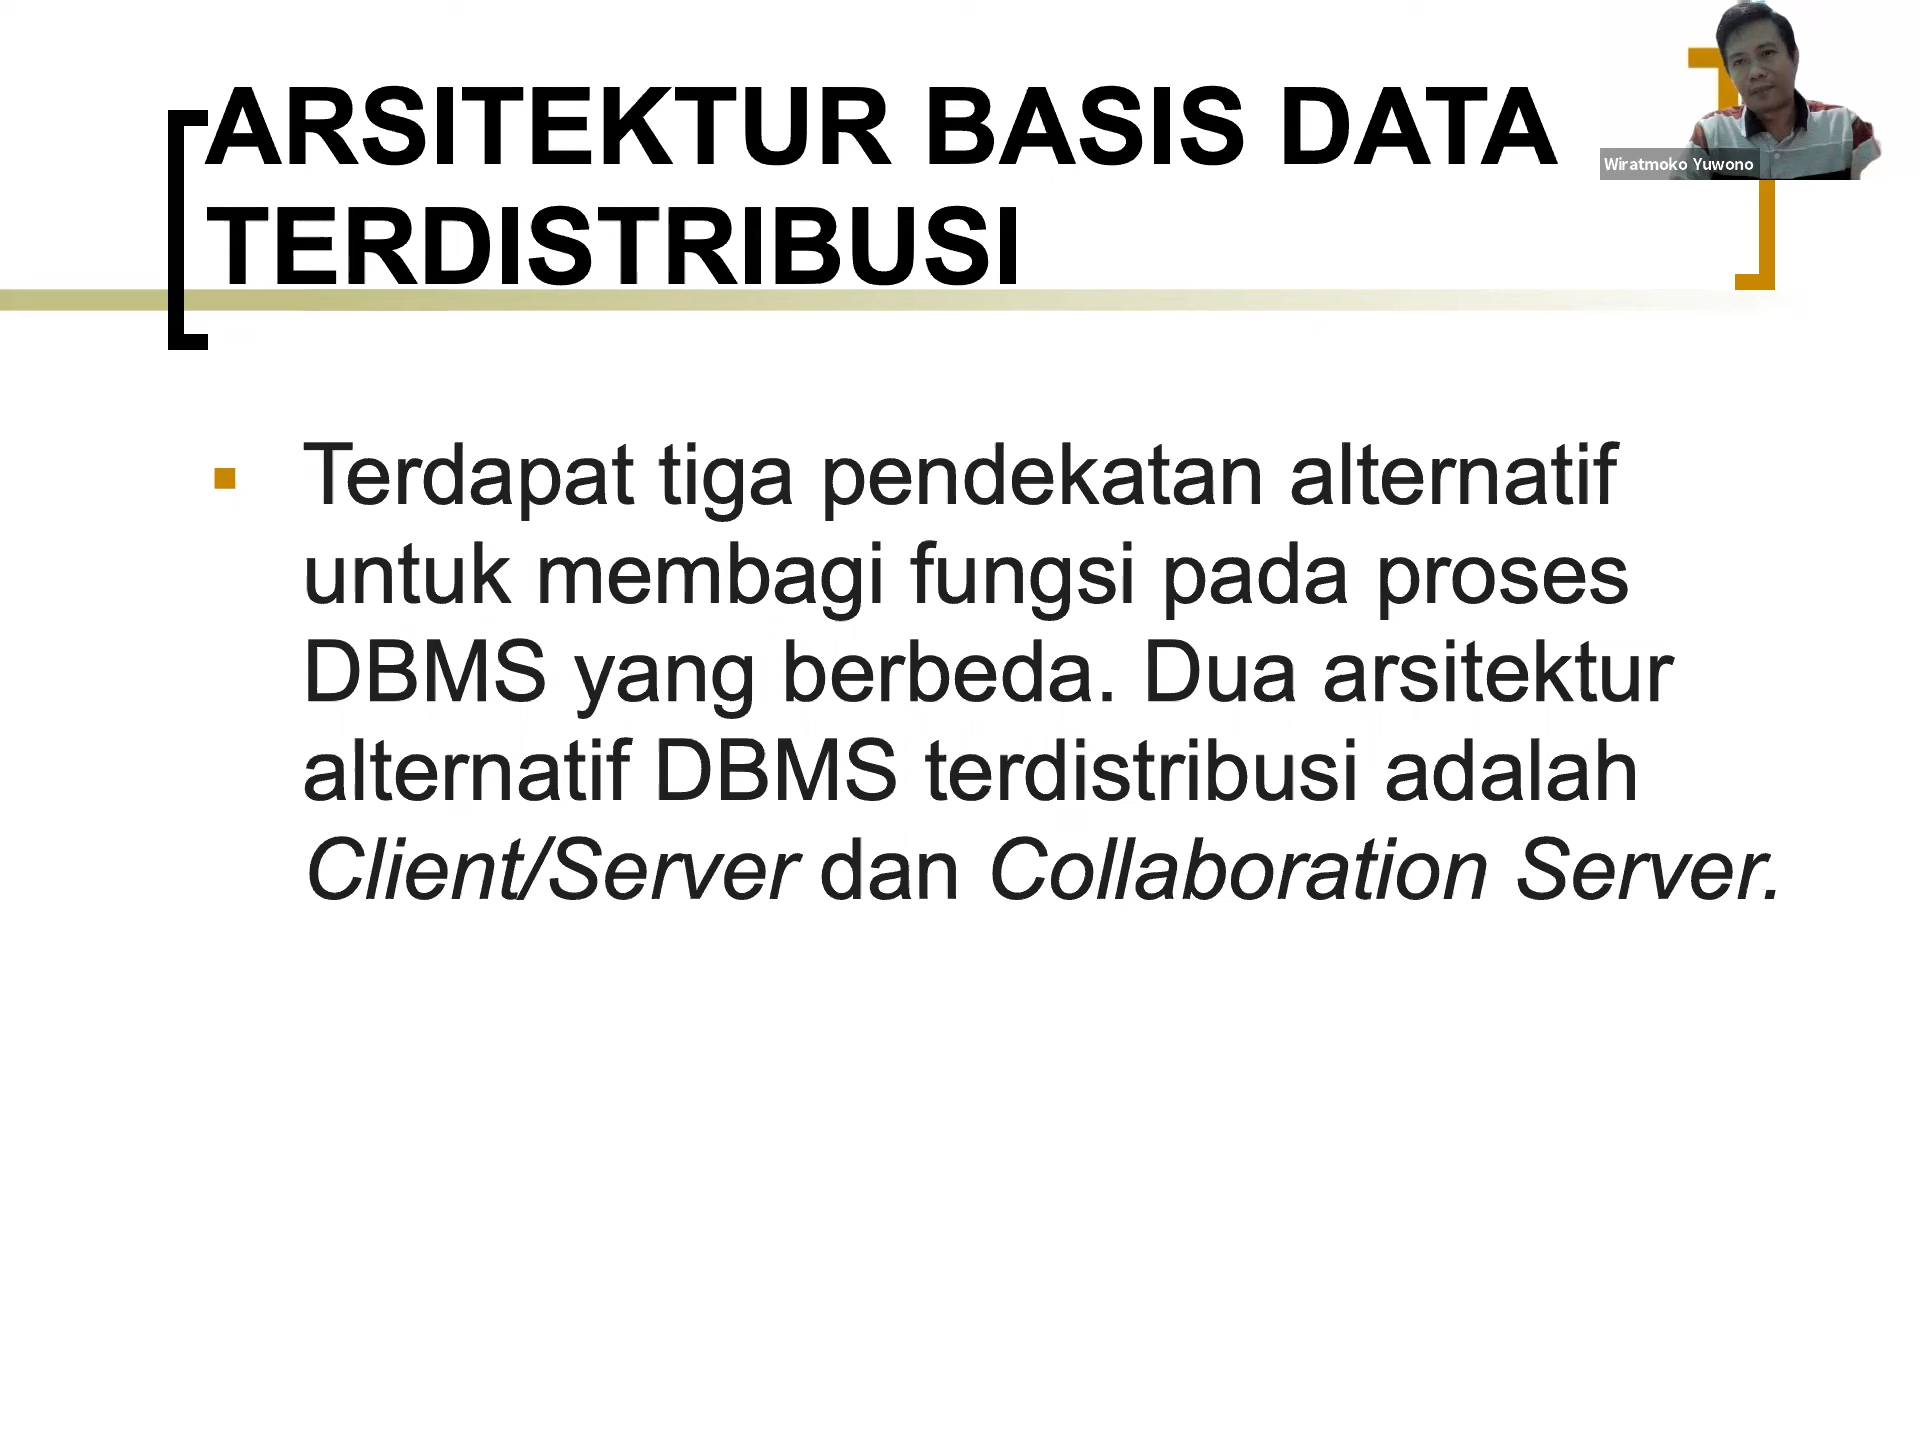 ARSITEKTUR BASIS DATA
TERDISTRIBUSI
Wiratmoko Yuwono
▪ Terdapat tiga pendekatan alternatif
untuk membagi fungsi pada proses
DBMS yang berbeda. Dua arsitektur
alternatif DBMS terdistribusi adalah
Client/Server dan Collaboration Server.